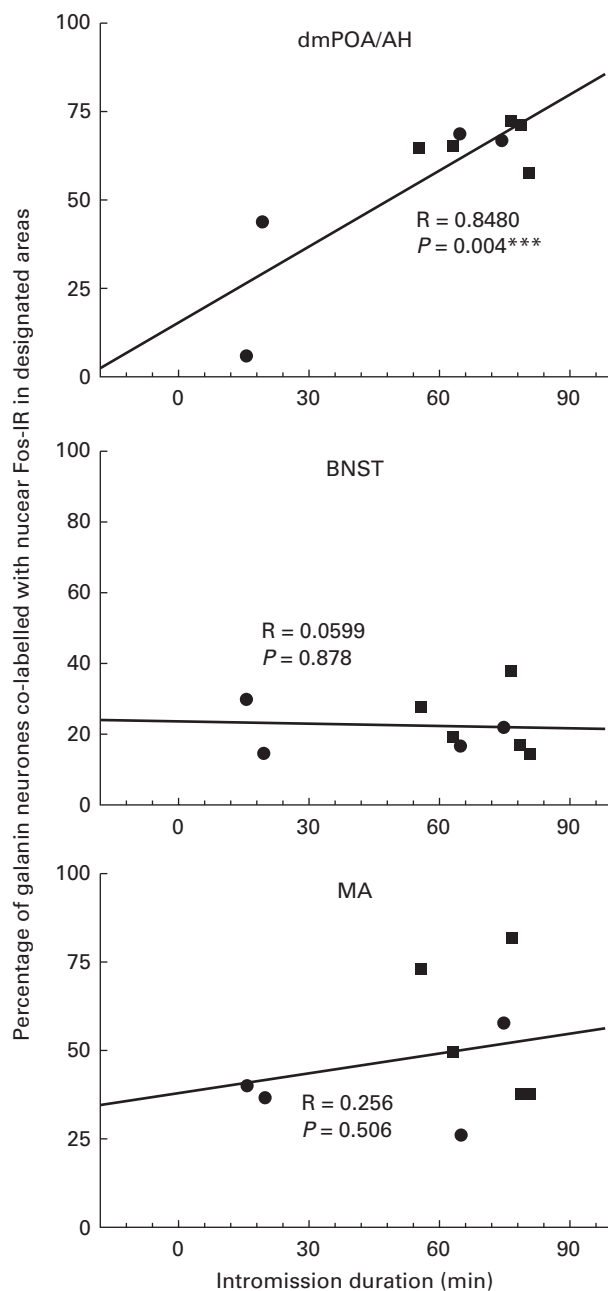 Percentage of galanin neurones co-labelled with nucear Fos-IR in designated areas
dmPOA/AH
100
75
50
25
0
R = 0.8480
P = 0.004***
0 30 60 90
BNST
100
80
60
40
20
0
R = 0.0599
P = 0.878
0 30 60 90
MA
100
75
50
25
0
R = 0.256
P = 0.506
0 30 60 90
Intromission duration (min)